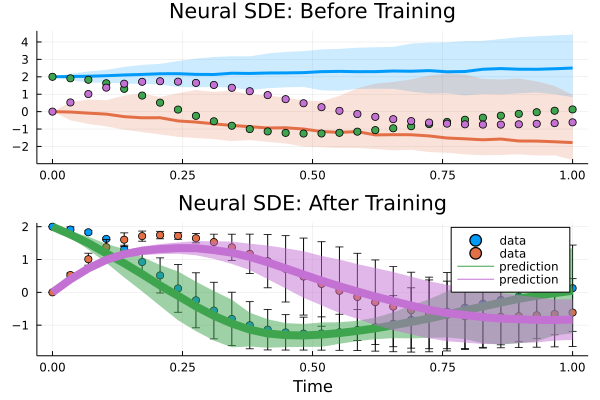 Neural SDE: Before Training
4
3
2
1
0
−1
−2
0.00 0.25 0.50 0.75 1.00
Neural SDE: After Training
2
1
0
−1
data
data
prediction
prediction
0.00 0.25 0.50 0.75 1.00
Time